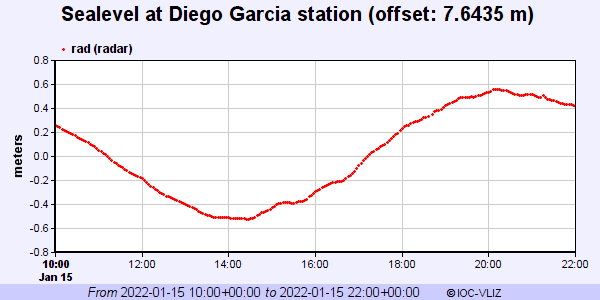 Sealevel at Diego Garcia station (offset: 7.6435 m)
rad (radar)
meters
0.8
0.6
0.4
0.2
0.0
-0.2
-0.4
-0.6
-0.8
10:00 12:00 14:00 16:00 18:00 20:00 22:00
Jan 15
From 2022-01-15 10:00+00:00 to 2022-01-15 22:00+00:00 © IOC-VLIZ